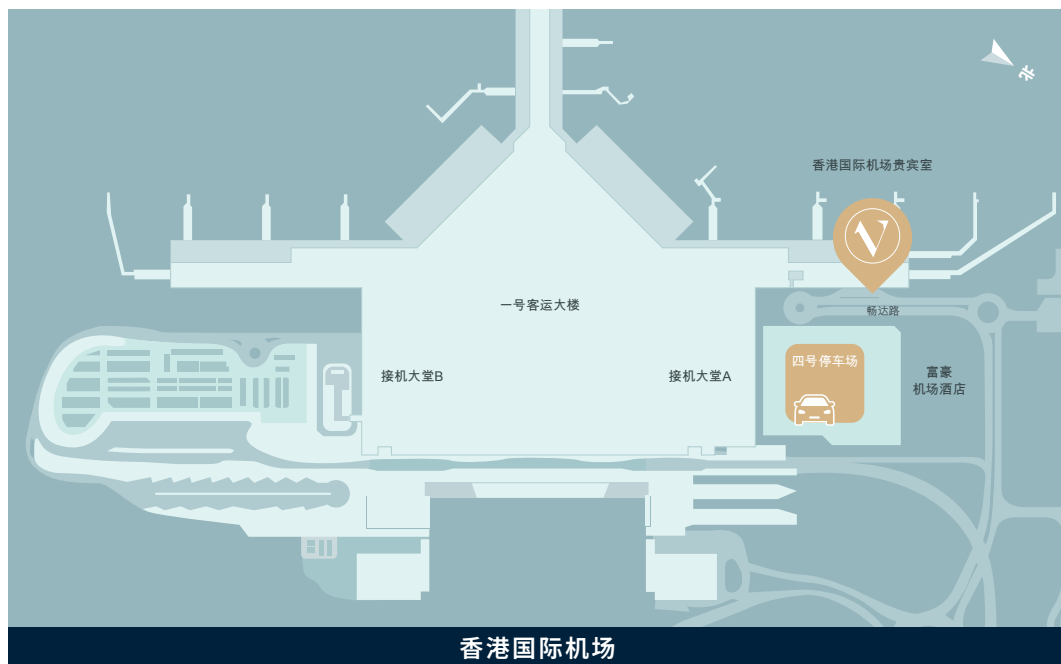 北
香港国际机场贵宾室
V
一号客运大楼
畅达路
四号停车场
接机大堂B
接机大堂A
富豪
机场酒店
香港国际机场